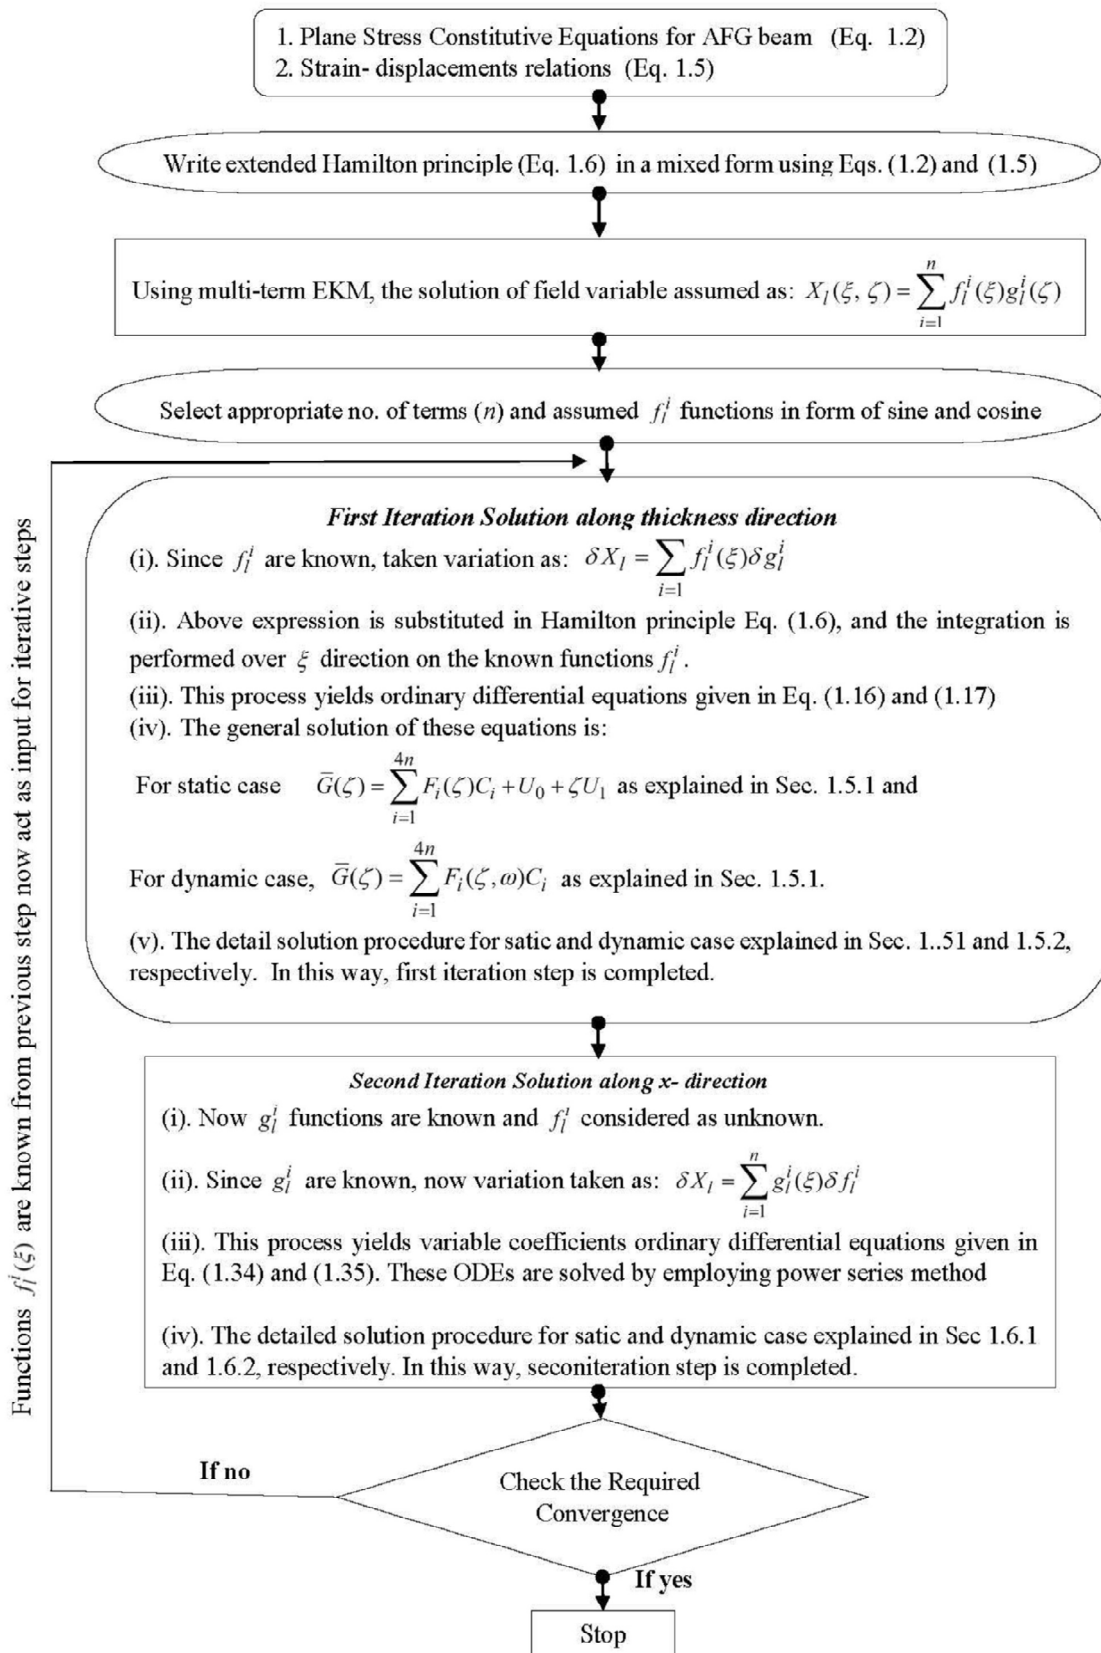 1. Plane Stress Constitutive Equations for AFG beam (Eq. 1.2)
2. Strain- displacements relations (Eq. 1.5)
Write extended Hamilton principle (Eq. 1.6) in a mixed form using Eqs. (1.2) and (1.5)
Using multi-term EKM, the solution of field variable assumed as: X_l(ξ, ζ) = ∑_{i=1}^{n} f_l^i(ξ)g_l^i(ζ)
Select appropriate no. of terms (n) and assumed f_l^i functions in form of sine and cosine
First Iteration Solution along thickness direction
(i). Since f_l^i are known, taken variation as: δX_l = ∑_{i=1} f_l^i(ξ)δg_l^i
(ii). Above expression is substituted in Hamilton principle Eq. (1.6), and the integration is
performed over ξ direction on the known functions f_l^i.
(iii). This process yields ordinary differential equations given in Eq. (1.16) and (1.17)
(iv). The general solution of these equations is:
For static case G̅(ζ) = ∑_{i=1}^{4n} F_i(ζ)C_i + U_0 + ζU_1 as explained in Sec. 1.5.1 and
For dynamic case, G̅(ζ) = ∑_{i=1}^{4n} F_i(ζ,ω)C_i as explained in Sec. 1.5.1.
(v). The detail solution procedure for satic and dynamic case explained in Sec. 1..51 and 1.5.2,
respectively. In this way, first iteration step is completed.
Second Iteration Solution along x- direction
(i). Now g_l^i functions are known and f_l^i considered as unknown.
(ii). Since g_l^i are known, now variation taken as: δX_l = ∑_{i=1}^{n} g_l^i(ξ)δf_l^i
(iii). This process yields variable coefficients ordinary differential equations given in
Eq. (1.34) and (1.35). These ODEs are solved by employing power series method
(iv). The detailed solution procedure for satic and dynamic case explained in Sec 1.6.1
and 1.6.2, respectively. In this way, seconiteration step is completed.
Check the Required
Convergence
If no
If yes
Stop
Functions f_l^i(ξ) are known from previous step now act as input for iterative steps